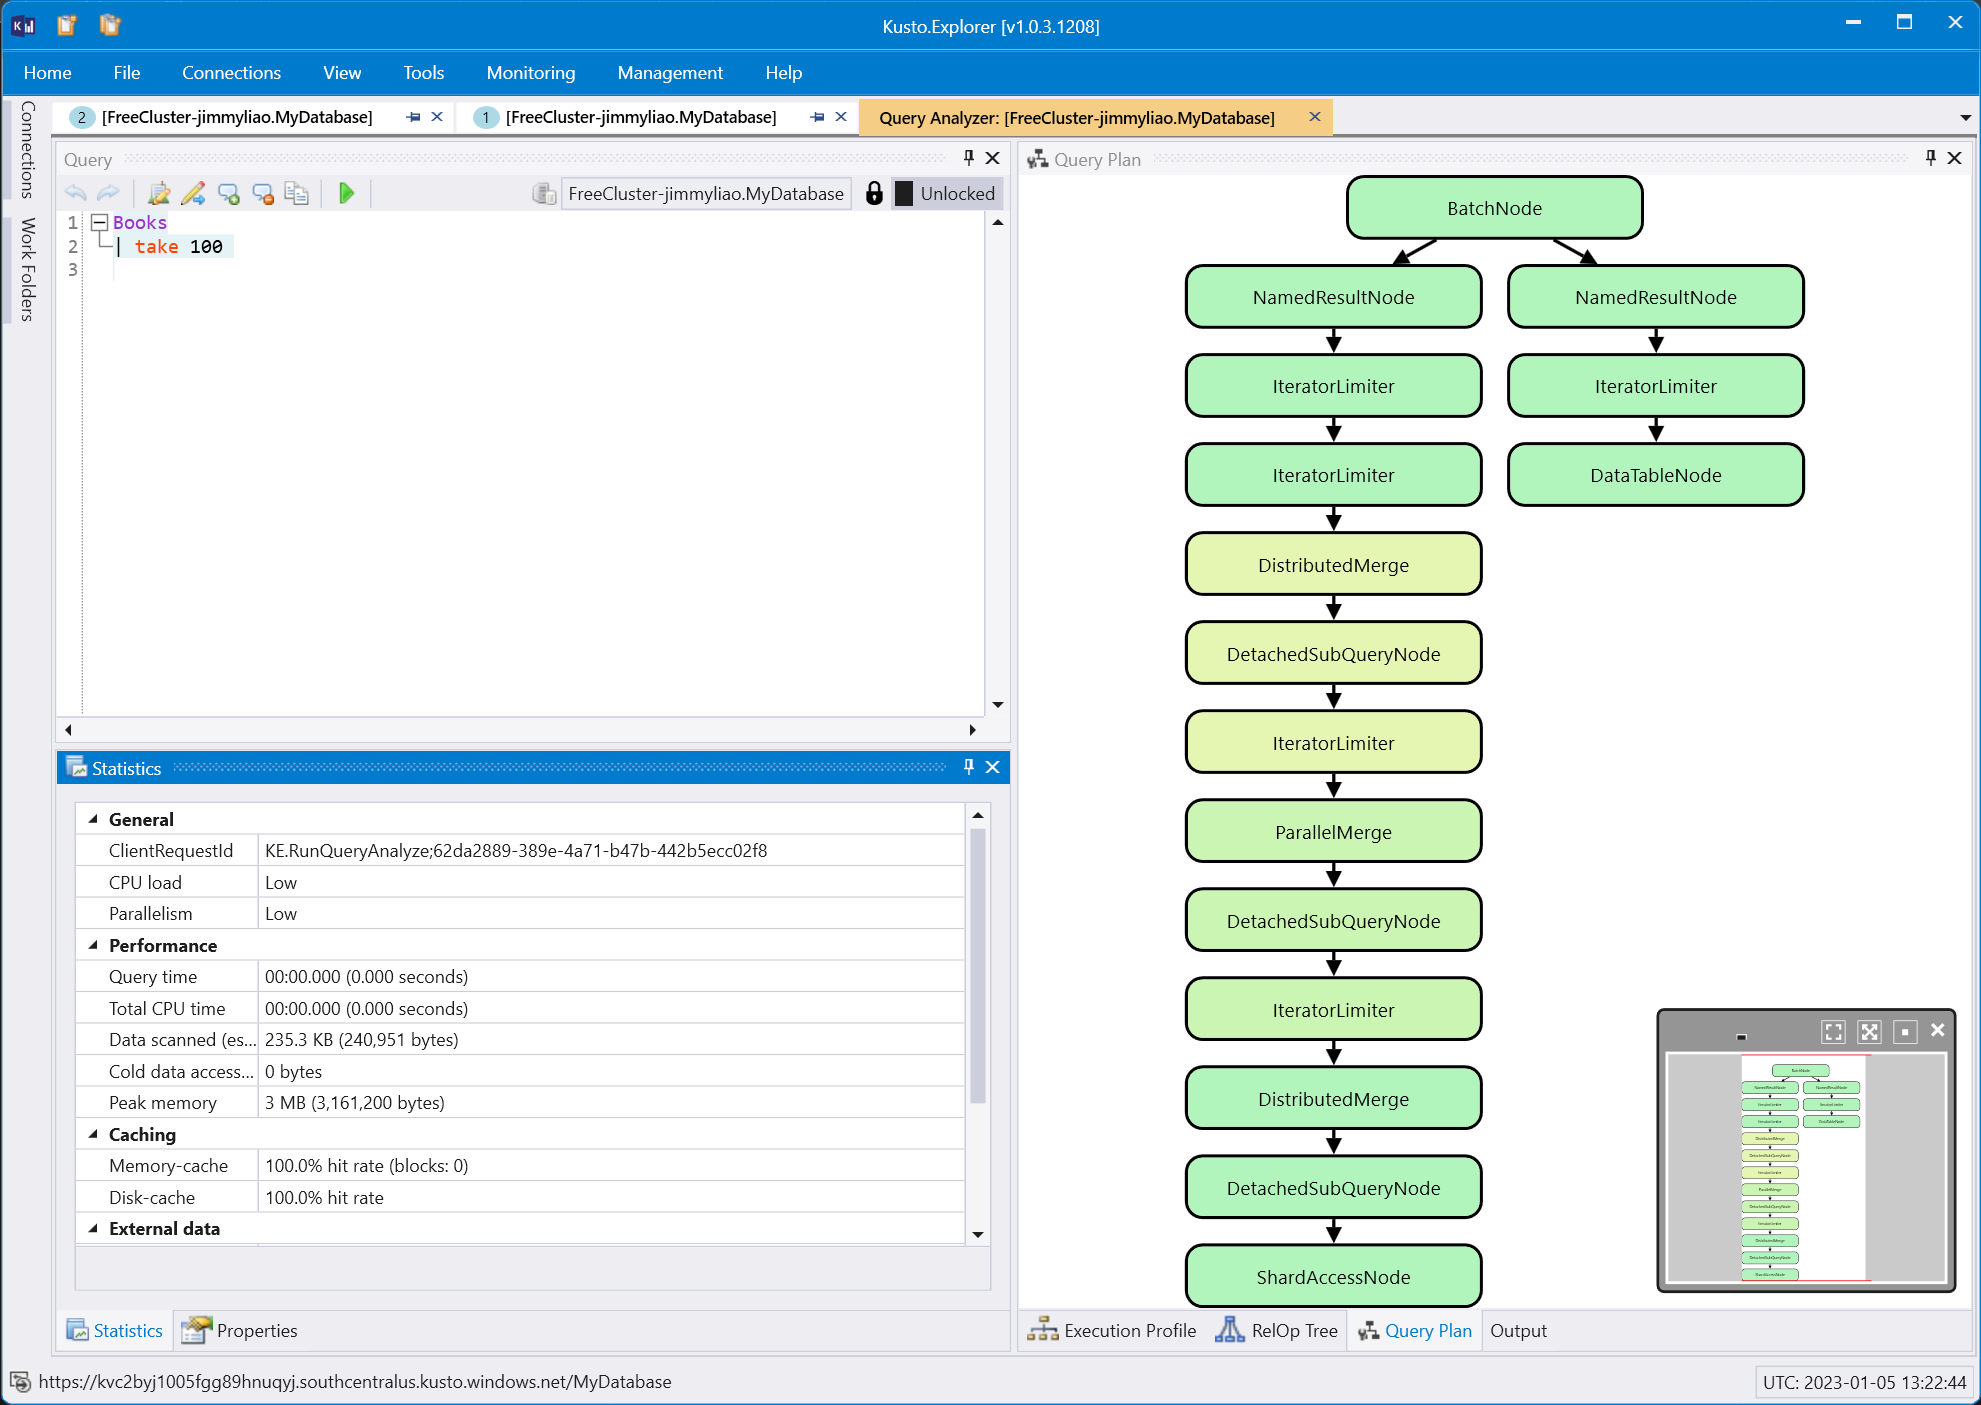 Kusto.Explorer [v1.0.3.1208]
Home File Connections View Tools Monitoring Management Help
Connections
Work Folders
2 [FreeCluster-jimmyliao.MyDatabase]
1 [FreeCluster-jimmyliao.MyDatabase]
Query Analyzer: [FreeCluster-jimmyliao.MyDatabase]
Query
FreeCluster-jimmyliao.MyDatabase Unlocked
1 Books
2 | take 100
3
Statistics
General
ClientRequestId KE.RunQueryAnalyze;62da2889-389e-4a71-b47b-442b5ecc02f8
CPU load Low
Parallelism Low
Performance
Query time 00:00.000 (0.000 seconds)
Total CPU time 00:00.000 (0.000 seconds)
Data scanned (es... 235.3 KB (240,951 bytes)
Cold data access... 0 bytes
Peak memory 3 MB (3,161,200 bytes)
Caching
Memory-cache 100.0% hit rate (blocks: 0)
Disk-cache 100.0% hit rate
External data
Statistics Properties
Query Plan
BatchNode
NamedResultNode NamedResultNode
IteratorLimiter IteratorLimiter
IteratorLimiter DataTableNode
DistributedMerge
DetachedSubQueryNode
IteratorLimiter
ParallelMerge
DetachedSubQueryNode
IteratorLimiter
DistributedMerge
DetachedSubQueryNode
ShardAccessNode
Execution Profile RelOp Tree Query Plan Output
https://kvc2byj1005fgg89hnuqyj.southcentralus.kusto.windows.net/MyDatabase
UTC: 2023-01-05 13:22:44